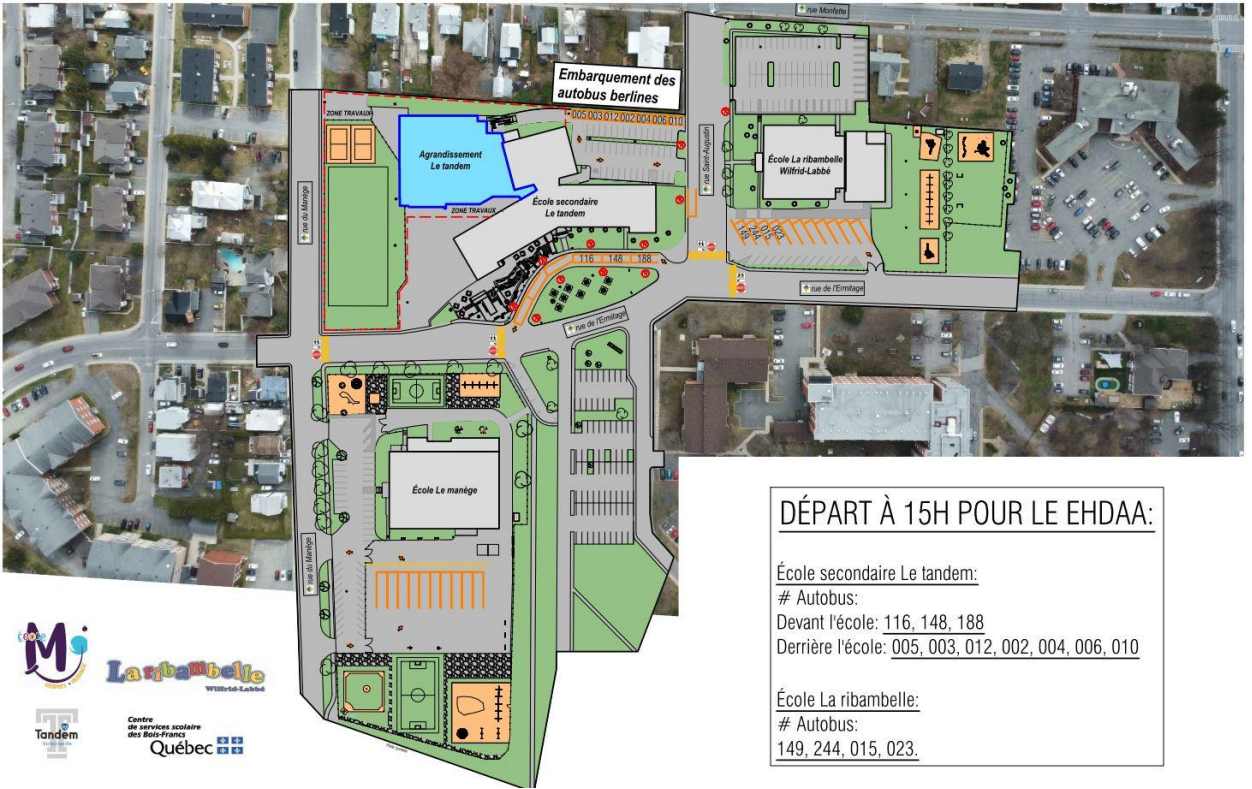 rue Monfette
Embarquement des
autobus berlines
005 003 012 002 004 006 010
ZONE TRAVAUX
Agrandissement
Le tandem
ZONE TRAVAUX
École secondaire
Le tandem
rue du Manège
rue Saint-Augustin
École La ribambelle
Wilfrid-Labbé
149 244 015 023
116 148 188
rue de l'Ermitage
rue de l'Ermitage
École Le manège
rue du Manège
DÉPART À 15H POUR LE EHDAA:
École secondaire Le tandem:
# Autobus:
Devant l'école: 116, 148, 188
Derrière l'école: 005, 003, 012, 002, 004, 006, 010
École La ribambelle:
# Autobus:
149, 244, 015, 023.
La ribambelle
Wilfrid-Labbé
Tandem
Centre
de services scolaire
des Bois-Francs
Québec